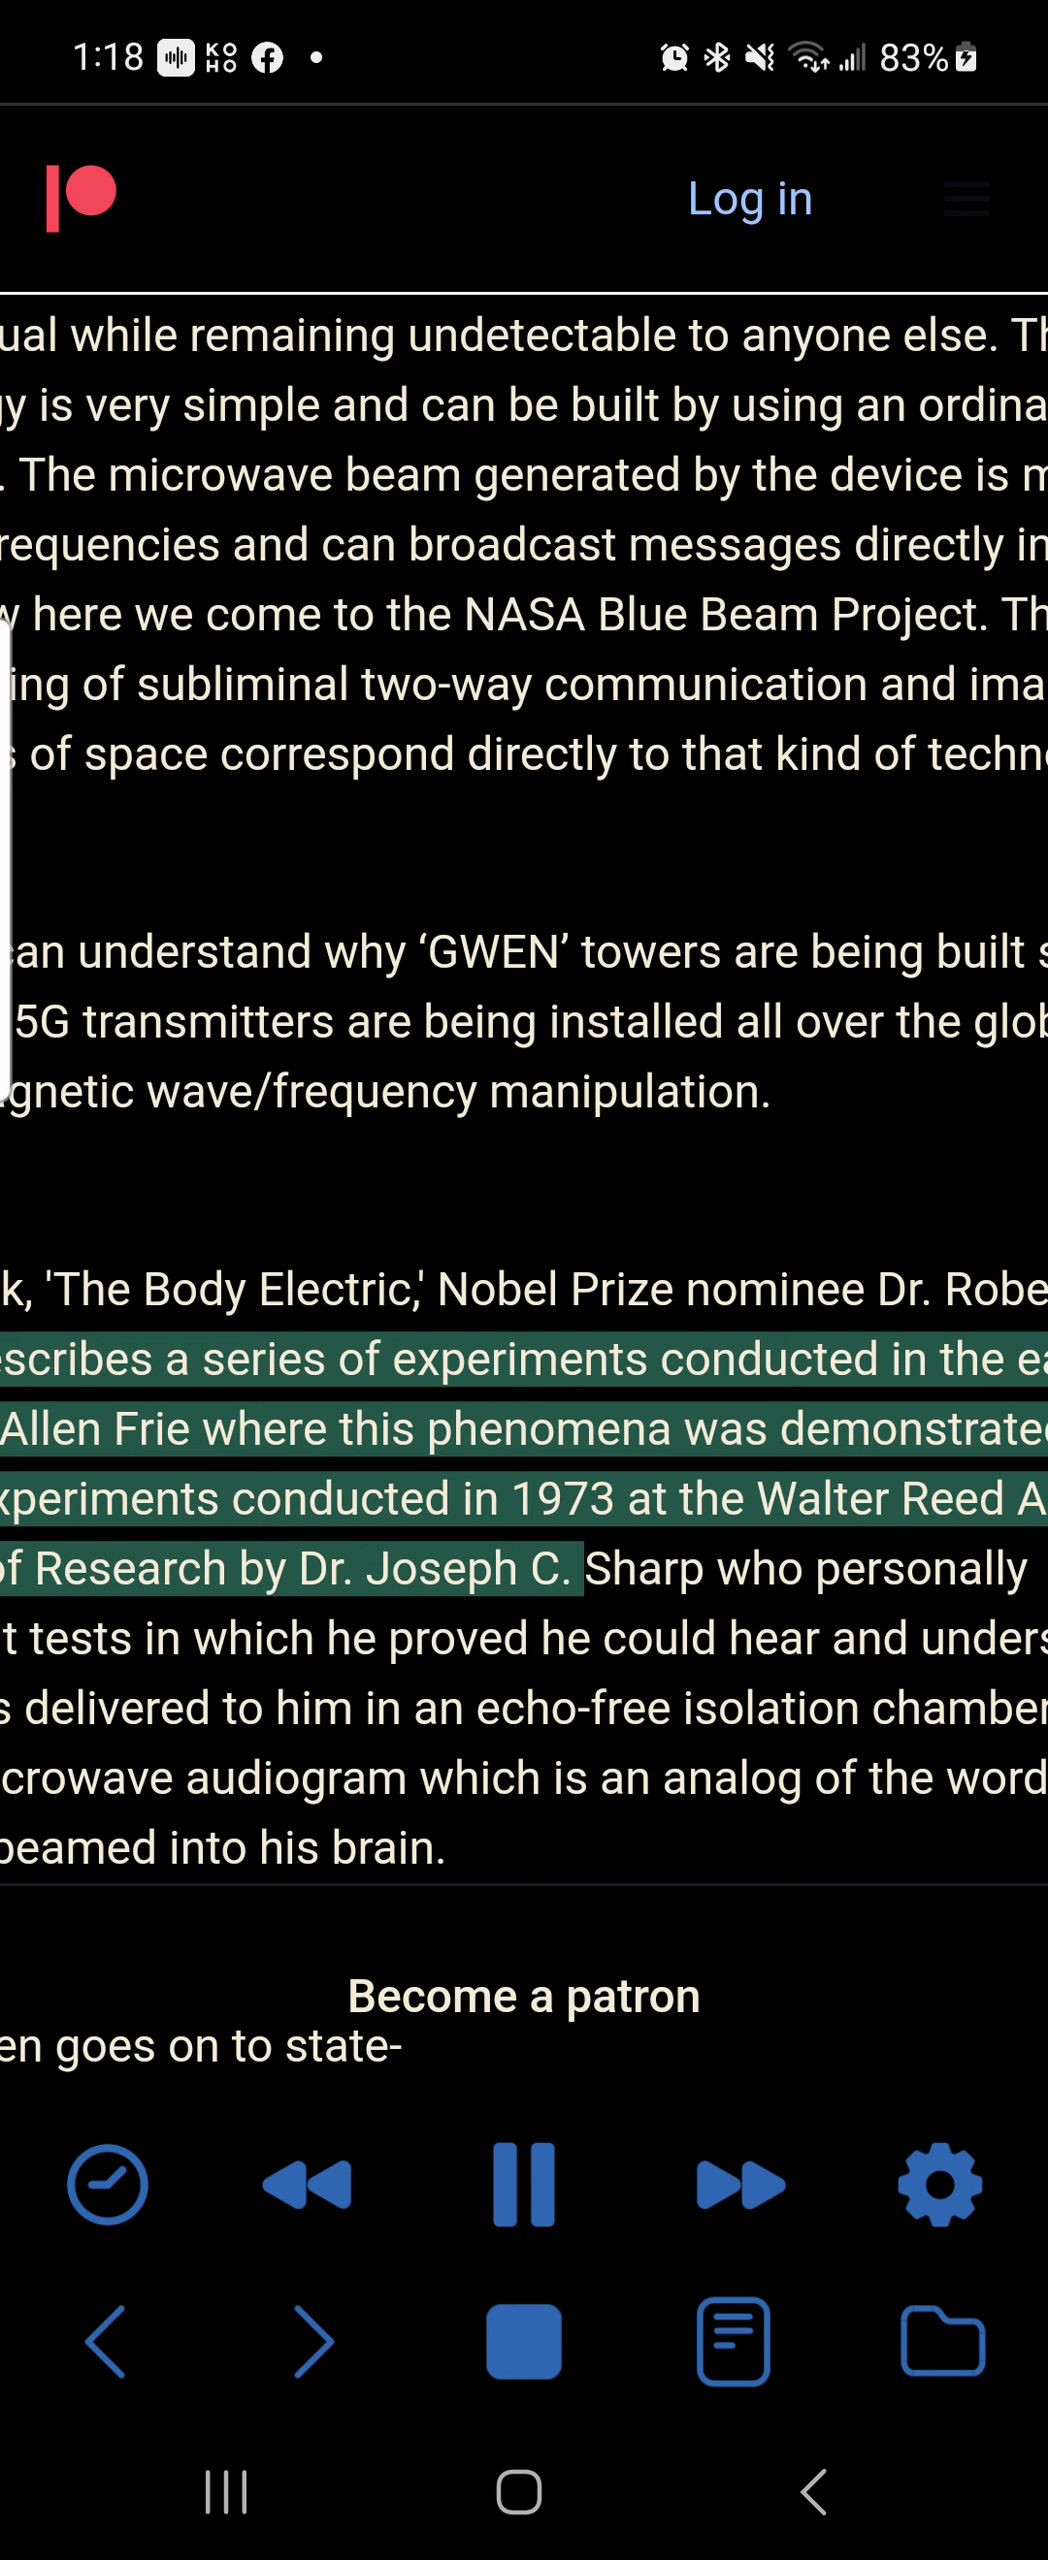 1:18 KOHO 83%
Log in
ual while remaining undetectable to anyone else. Th
gy is very simple and can be built by using an ordina
. The microwave beam generated by the device is m
requencies and can broadcast messages directly in
w here we come to the NASA Blue Beam Project. Th
ing of subliminal two-way communication and ima
s of space correspond directly to that kind of techno
can understand why ‘GWEN’ towers are being built s
5G transmitters are being installed all over the glob
gnetic wave/frequency manipulation.
k, 'The Body Electric,' Nobel Prize nominee Dr. Robe
escribes a series of experiments conducted in the ea
Allen Frie where this phenomena was demonstrated
xperiments conducted in 1973 at the Walter Reed A
of Research by Dr. Joseph C. Sharp who personally
t tests in which he proved he could hear and unders
s delivered to him in an echo-free isolation chamber
crowave audiogram which is an analog of the word
beamed into his brain.
Become a patron
en goes on to state-